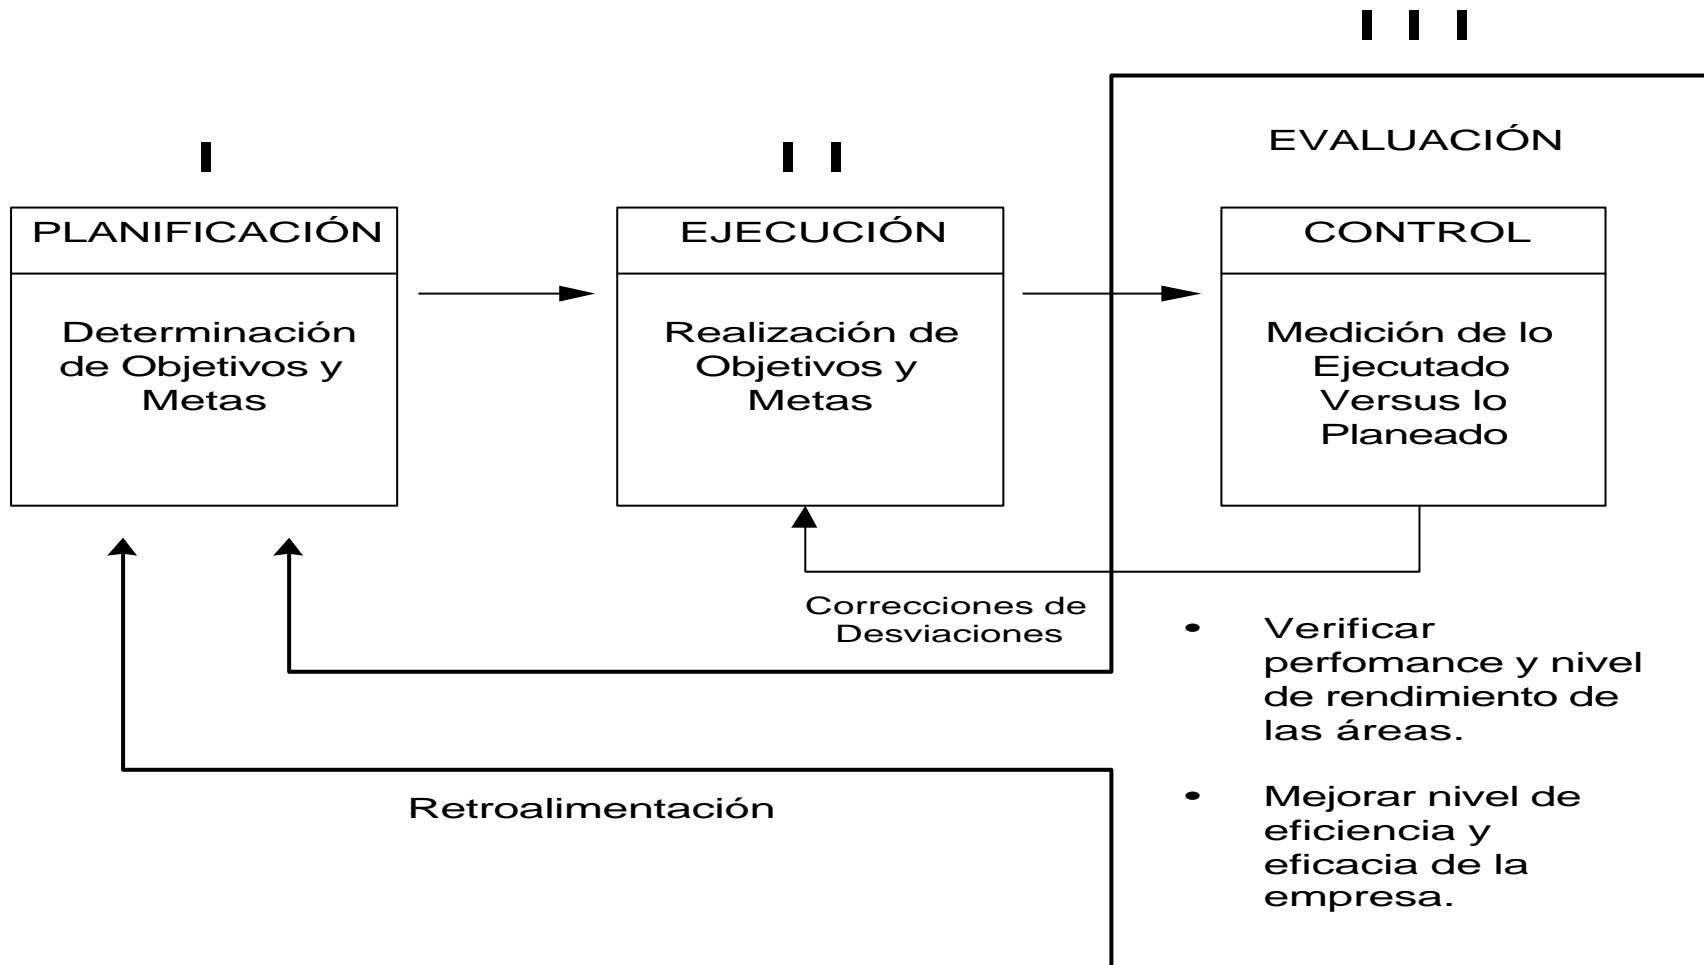 I
PLANIFICACIÓN
Determinación
de Objetivos y
Metas
I I
EJECUCIÓN
Realización de
Objetivos y
Metas
I I I
EVALUACIÓN
CONTROL
Medición de lo
Ejecutado
Versus lo
Planeado
Correcciones de
Desviaciones
Retroalimentación
• Verificar
perfomance y nivel
de rendimiento de
las áreas.
• Mejorar nivel de
eficiencia y
eficacia de la
empresa.